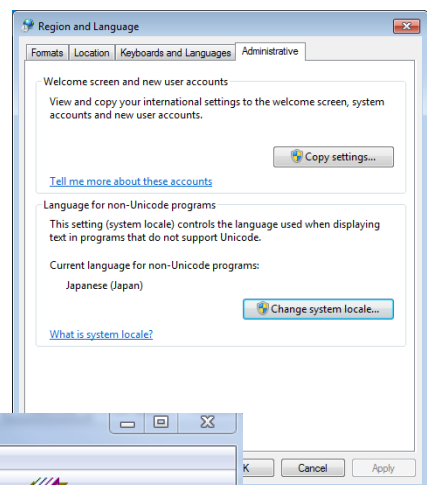 Region and Language
Formats Location Keyboards and Languages Administrative
Welcome screen and new user accounts
View and copy your international settings to the welcome screen, system
accounts and new user accounts.
Copy settings...
Tell me more about these accounts
Language for non-Unicode programs
This setting (system locale) controls the language used when displaying
text in programs that do not support Unicode.
Current language for non-Unicode programs:
Japanese (Japan)
Change system locale...
What is system locale?
K Cancel Apply